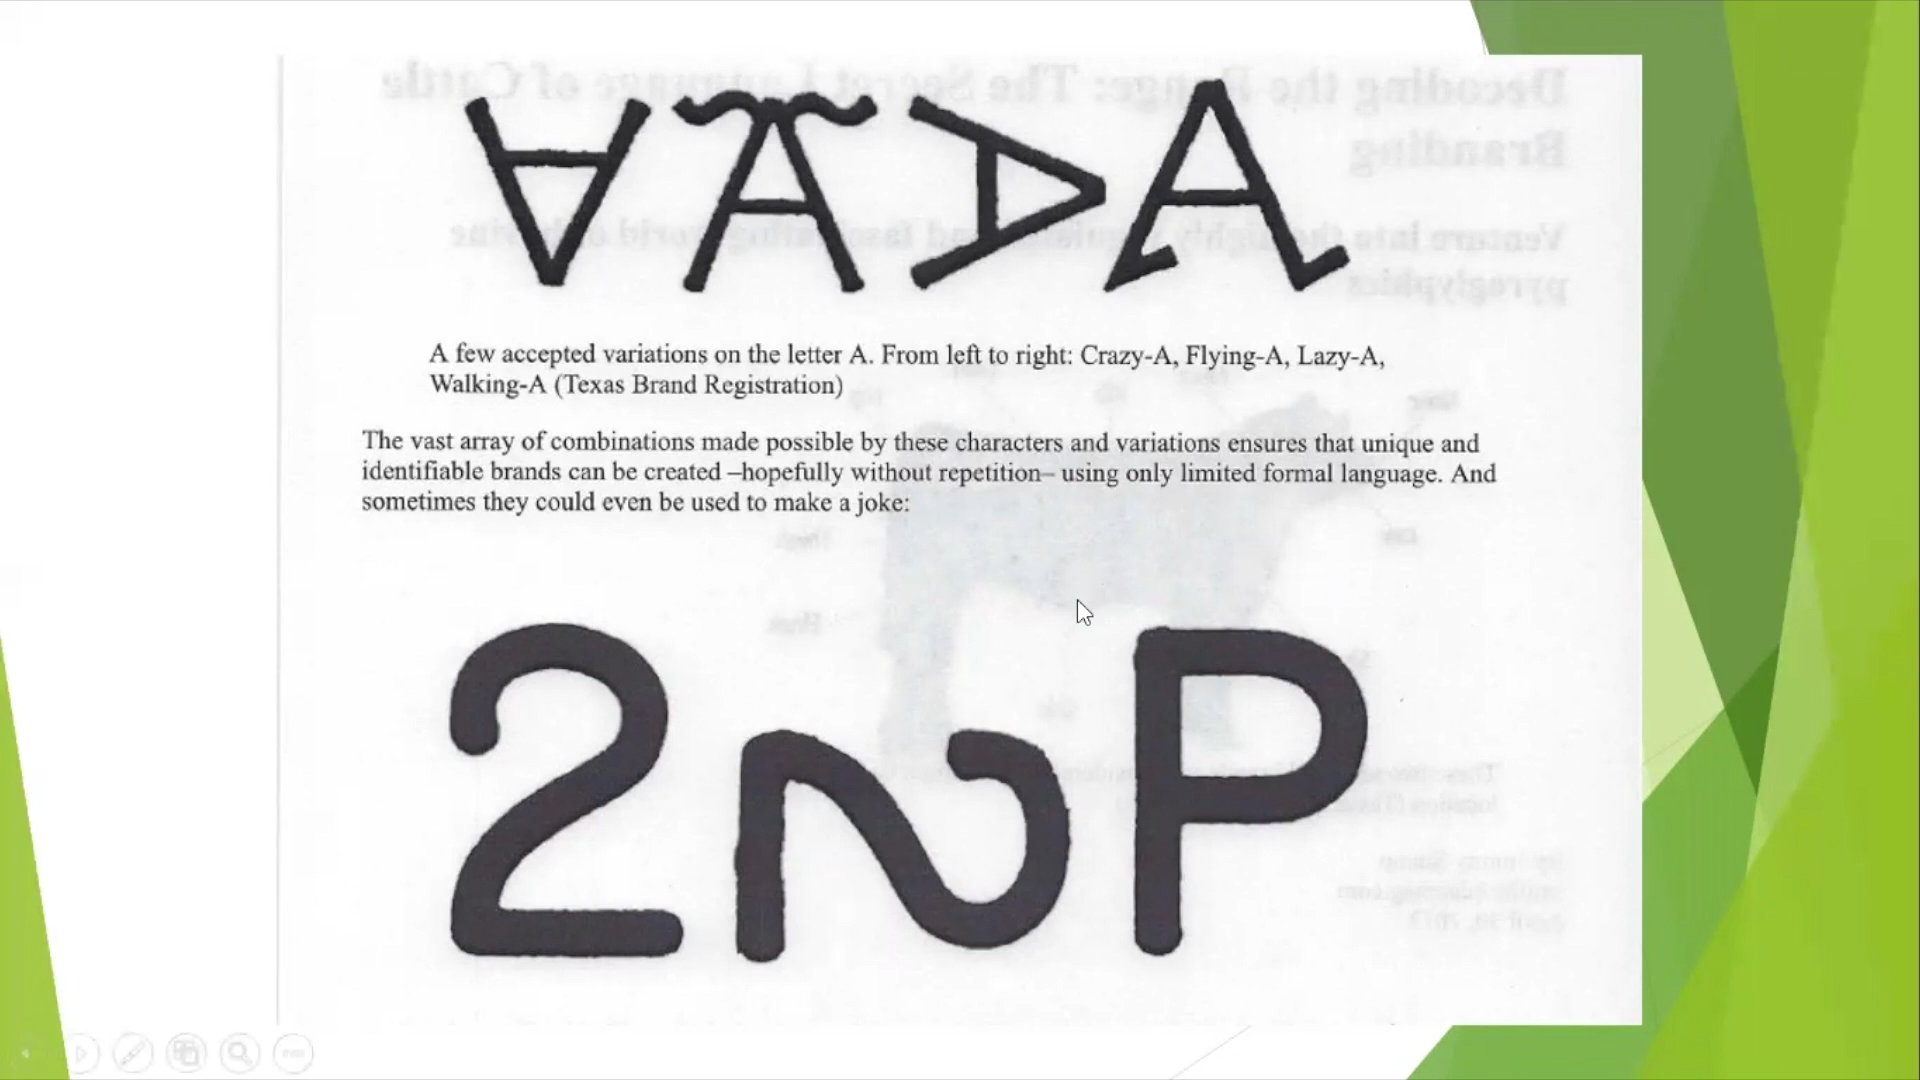 A A A A
A few accepted variations on the letter A. From left to right: Crazy-A, Flying-A, Lazy-A,
Walking-A (Texas Brand Registration)
The vast array of combinations made possible by these characters and variations ensures that unique and
identifiable brands can be created –hopefully without repetition– using only limited formal language. And
sometimes they could even be used to make a joke:
2 2 P